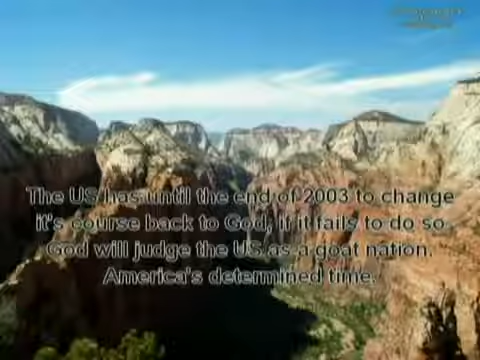 The US has until the end of 2003 to change
it's course back to God, if it fails to do so
God will judge the US as a goat nation.
America's determined time.